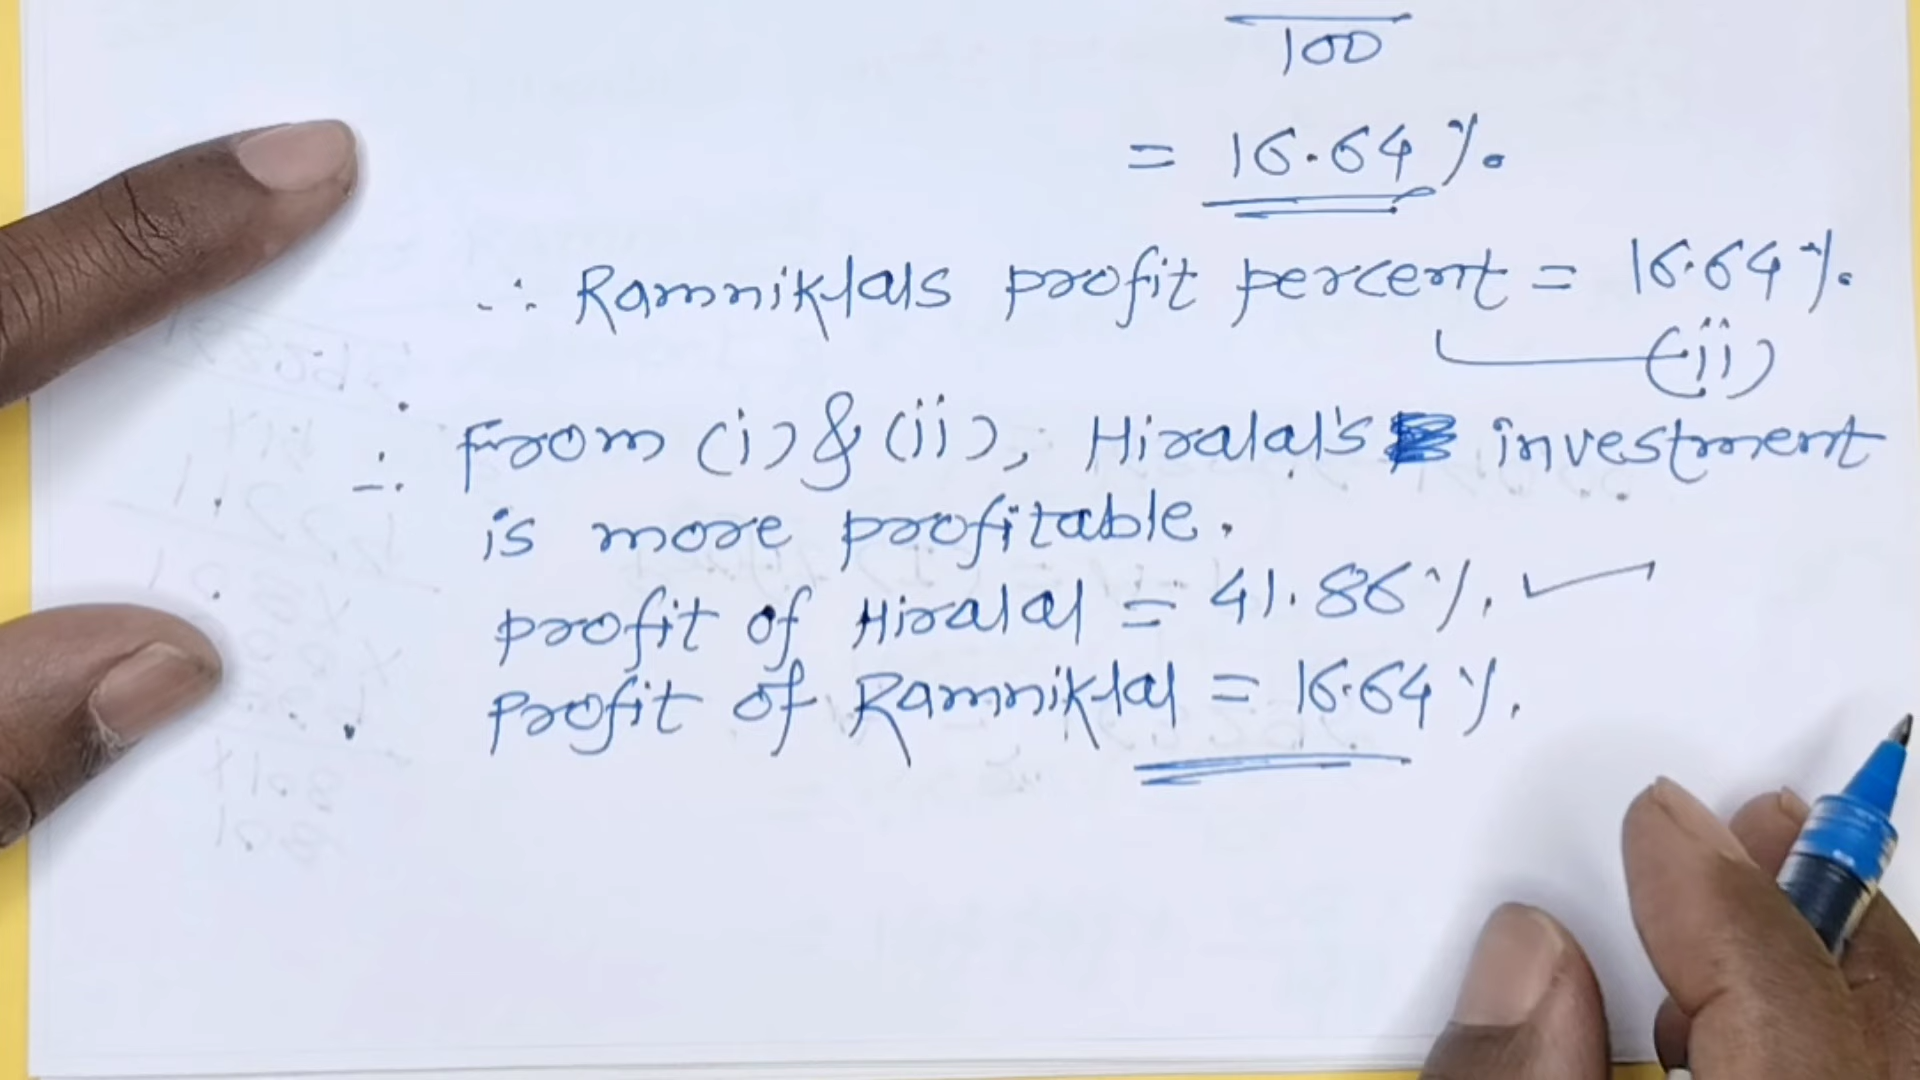 100
= 16.64 %.
∴ Ramniklals profit percent = 16.64 %.
(ii)
∴ From (i) & (ii), Hiralal's investment
is more profitable.
profit of Hiralal = 41.86 %.
profit of Ramniklal = 16.64 %.